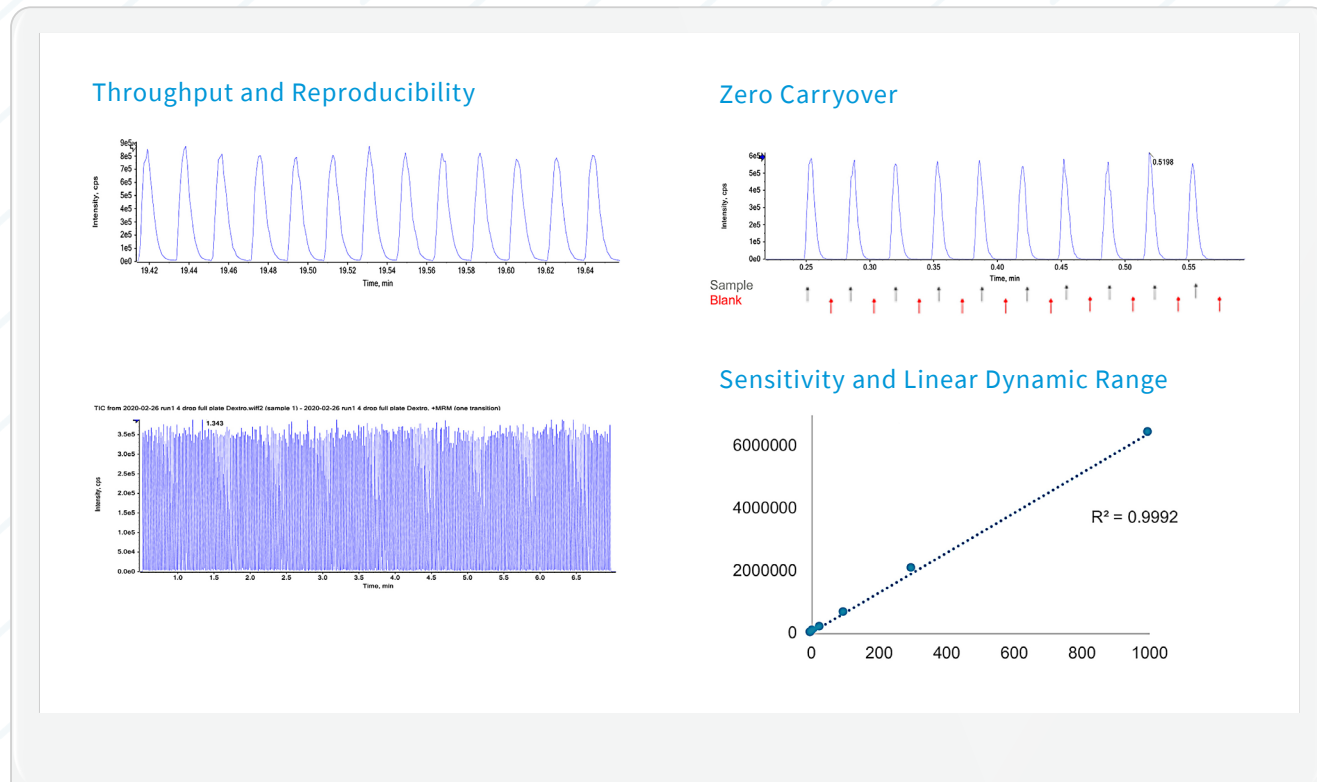 Throughput and Reproducibility
Intensity, cps
9e5
8e5
7e5
6e5
5e5
4e5
3e5
2e5
1e5
0e0
19.42 19.44 19.46 19.48 19.50 19.52 19.54 19.56 19.58 19.60 19.62 19.64
Time, min
TIC from 2020-02-26 run1 4 drop full plate Dextro.wiff2 (sample 1) - 2020-02-26 run1 4 drop full plate Dextro, +MRM (one transition)
1.343
Intensity, cps
3.5e5
3.0e5
2.5e5
2.0e5
1.5e5
1.0e5
5.0e4
0.0e0
1.0 1.5 2.0 2.5 3.0 3.5 4.0 4.5 5.0 5.5 6.0 6.5
Time, min
Zero Carryover
Intensity, cps
6e5
5e5
4e5
3e5
2e5
1e5
0e0
0.5198
0.25 0.30 0.35 0.40 0.45 0.50 0.55
Time, min
Sample
Blank
Sensitivity and Linear Dynamic Range
6000000
4000000
2000000
0
R² = 0.9992
0 200 400 600 800 1000